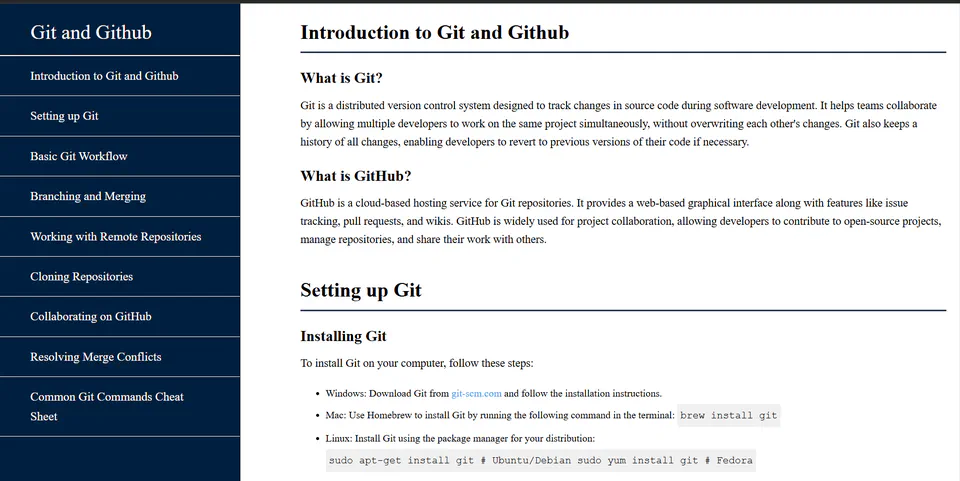 Git and Github
Introduction to Git and Github
Setting up Git
Basic Git Workflow
Branching and Merging
Working with Remote Repositories
Cloning Repositories
Collaborating on GitHub
Resolving Merge Conflicts
Common Git Commands Cheat
Sheet
Introduction to Git and Github
What is Git?
Git is a distributed version control system designed to track changes in source code during software development. It helps teams collaborate
by allowing multiple developers to work on the same project simultaneously, without overwriting each other's changes. Git also keeps a
history of all changes, enabling developers to revert to previous versions of their code if necessary.
What is GitHub?
GitHub is a cloud-based hosting service for Git repositories. It provides a web-based graphical interface along with features like issue
tracking, pull requests, and wikis. GitHub is widely used for project collaboration, allowing developers to contribute to open-source projects,
manage repositories, and share their work with others.
Setting up Git
Installing Git
To install Git on your computer, follow these steps:
• Windows: Download Git from git-scm.com and follow the installation instructions.
• Mac: Use Homebrew to install Git by running the following command in the terminal: brew install git
• Linux: Install Git using the package manager for your distribution:
sudo apt-get install git # Ubuntu/Debian sudo yum install git # Fedora